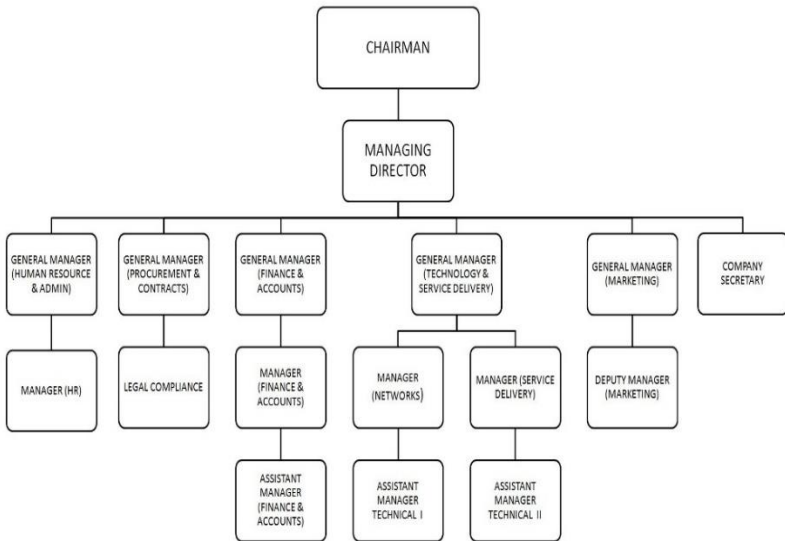 CHAIRMAN
MANAGING
DIRECTOR
GENERAL MANAGER
(HUMAN RESOURCE
& ADMIN)
GENERAL MANAGER
(PROCUREMENT &
CONTRACTS)
GENERAL MANAGER
(FINANCE &
ACCOUNTS)
GENERAL MANAGER
(TECHNOLOGY &
SERVICE DELIVERY)
GENERAL MANAGER
(MARKETING)
COMPANY
SECRETARY
MANAGER (HR)
LEGAL COMPLIANCE
MANAGER
(FINANCE &
ACCOUNTS)
MANAGER
(NETWORKS)
MANAGER (SERVICE
DELIVERY)
DEPUTY MANAGER
(MARKETING)
ASSISTANT
MANAGER
(FINANCE &
ACCOUNTS)
ASSISTANT
MANAGER
TECHNICAL I
ASSISTANT
MANAGER
TECHNICAL II